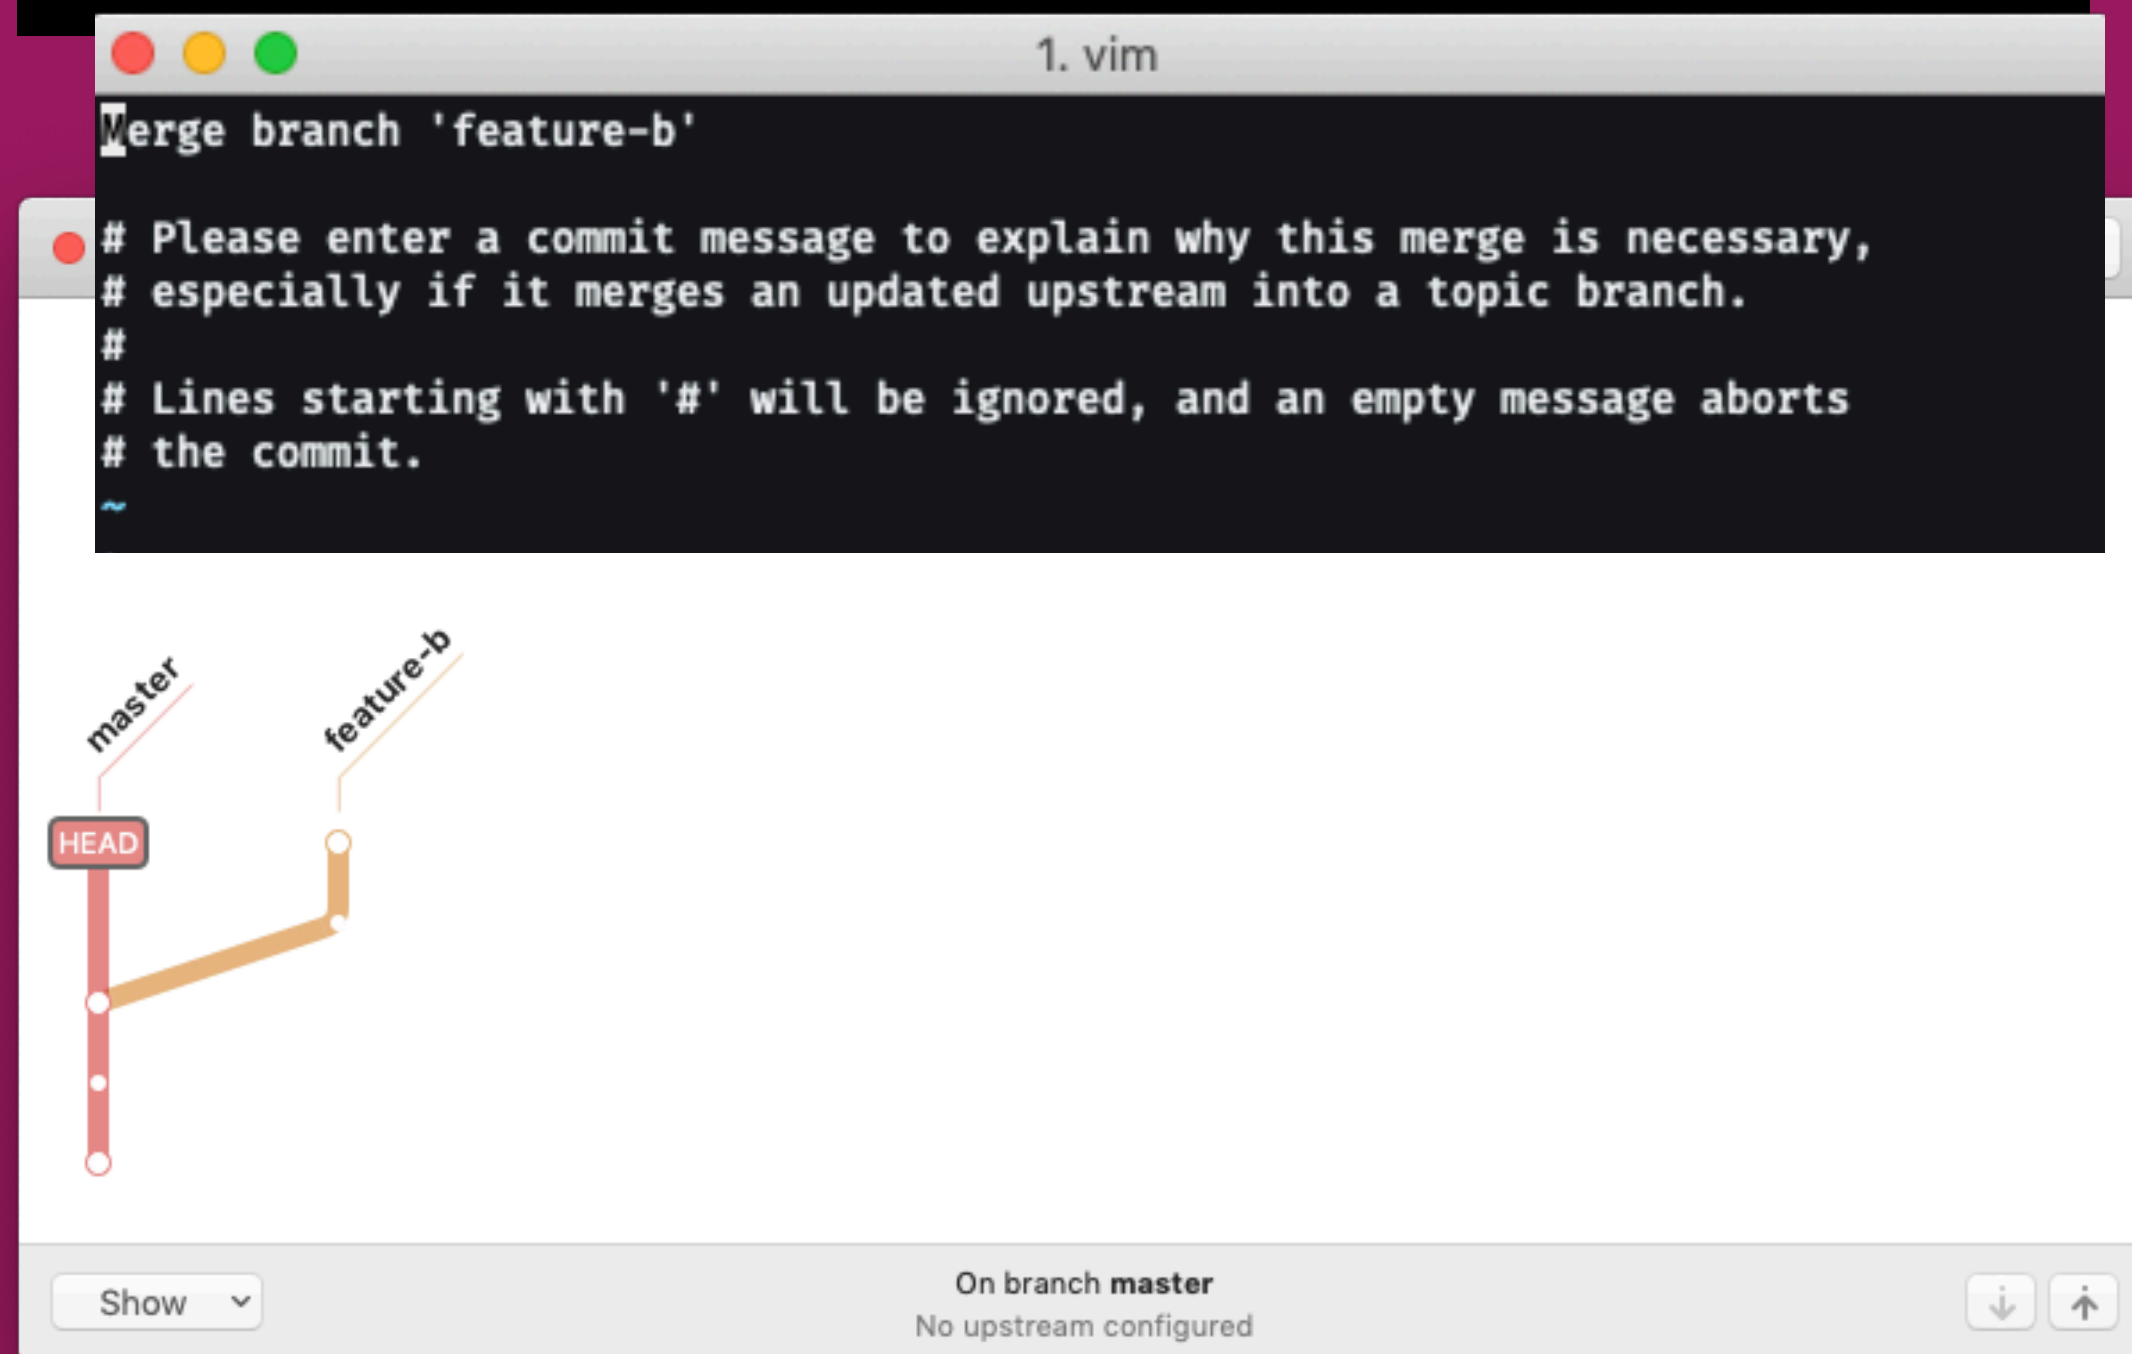 1. vim
Merge branch 'feature-b'
# Please enter a commit message to explain why this merge is necessary,
# especially if it merges an updated upstream into a topic branch.
#
# Lines starting with '#' will be ignored, and an empty message aborts
# the commit.
~
master
feature-b
HEAD
Show
On branch master
No upstream configured